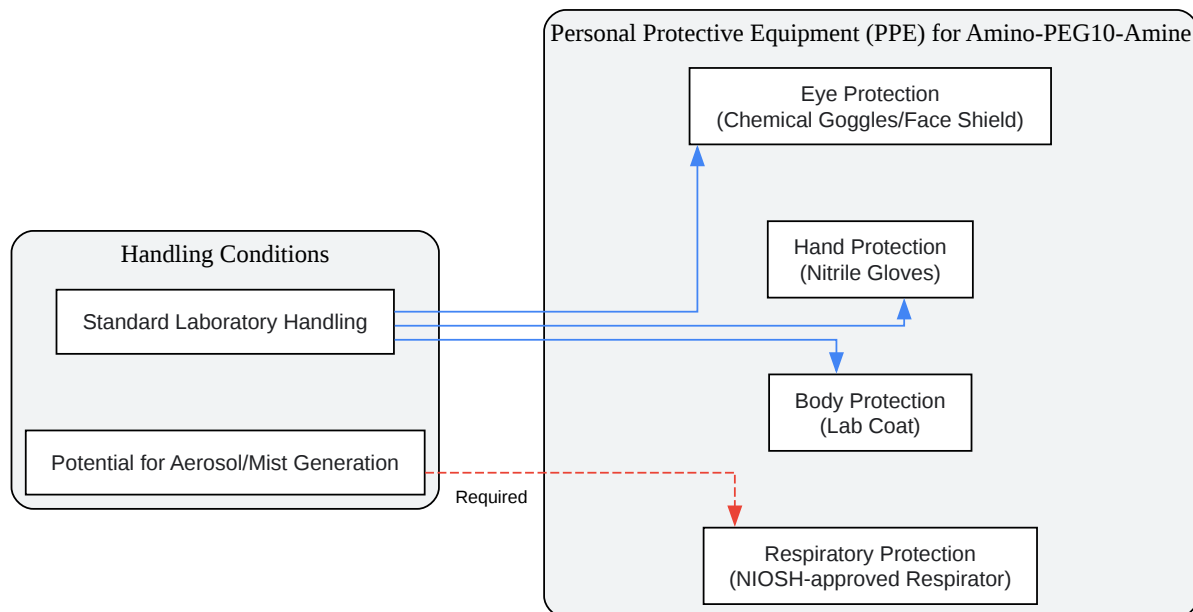 Personal Protective Equipment (PPE) for Amino-PEG10-Amine
Eye Protection
(Chemical Goggles/Face Shield)
Hand Protection
(Nitrile Gloves)
Handling Conditions
Standard Laboratory Handling
Body Protection
(Lab Coat)
Potential for Aerosol/Mist Generation
Required
Respiratory Protection
(NIOSH-approved Respirator)